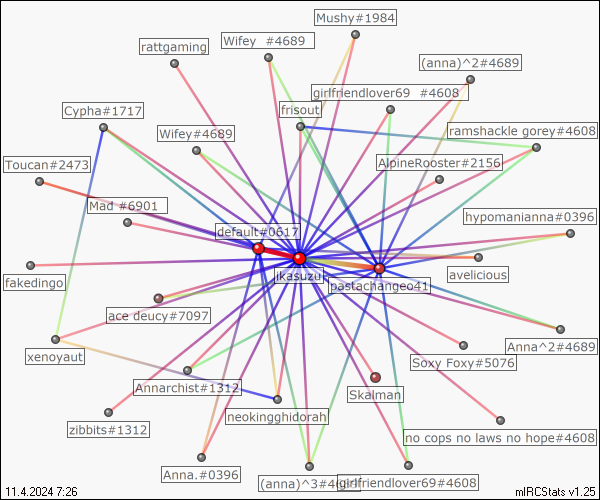 Mushy#1984
Wifey #4689
rattgaming
(anna)^2#4689
girlfriendlover69 #4608
Cypha#1717
frisout
ramshackle gorey#4608
Wifey#4689
AlpineRooster#2156
Toucan#2473
Mad #6901
hypomanianna#0396
default#0617
fakedingo
jkasuzu
pastachangeo41
avelicious
ace deucy#7097
xenoyaut
Anna^2#4689
Soxy Foxy#5076
Annarchist#1312
Skalman
neokingghidorah
zibbits#1312
no cops no laws no hope#4608
Anna.#0396
(anna)^3#4
girlfriendlover69#4608
11.4.2024 7:26
mIRCStats v1.25